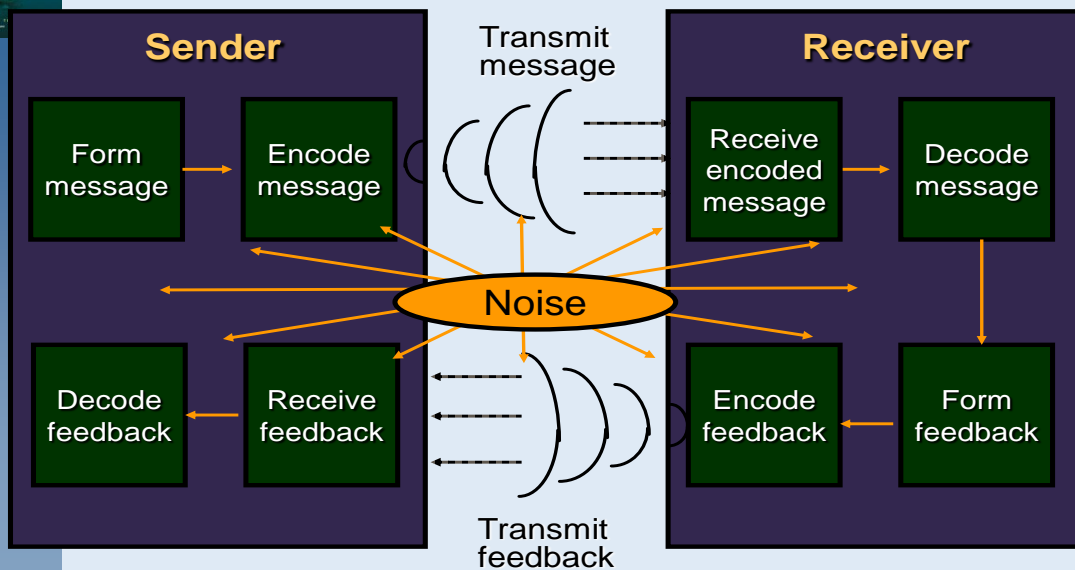 Sender
Transmit
message
Receiver
Form
message
Encode
message
Receive
encoded
message
Decode
message
Noise
Decode
feedback
Receive
feedback
Encode
feedback
Form
feedback
Transmit
feedback